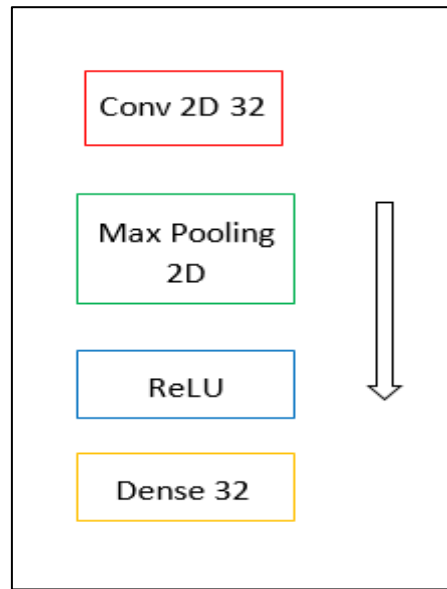 Conv 2D 32
Max Pooling
2D
ReLU
Dense 32